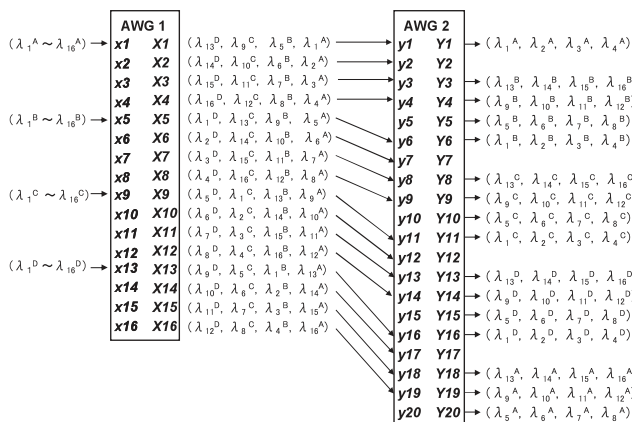 AWG 1
(λ₁ᴬ～λ₁₆ᴬ)
(λ₁ᴮ～λ₁₆ᴮ)
(λ₁ᶜ～λ₁₆ᶜ)
(λ₁ᴰ～λ₁₆ᴰ)
x1 X1 (λ₁₃ᴰ, λ₉ᶜ, λ₅ᴮ, λ₁ᴬ)
x2 X2 (λ₁₄ᴰ, λ₁₀ᶜ, λ₆ᴮ, λ₂ᴬ)
x3 X3 (λ₁₅ᴰ, λ₁₁ᶜ, λ₇ᴮ, λ₃ᴬ)
x4 X4 (λ₁₆ᴰ, λ₁₂ᶜ, λ₈ᴮ, λ₄ᴬ)
x5 X5 (λ₁ᴰ, λ₁₃ᶜ, λ₉ᴮ, λ₅ᴬ)
x6 X6 (λ₂ᴰ, λ₁₄ᶜ, λ₁₀ᴮ, λ₆ᴬ)
x7 X7 (λ₃ᴰ, λ₁₅ᶜ, λ₁₁ᴮ, λ₇ᴬ)
x8 X8 (λ₄ᴰ, λ₁₆ᶜ, λ₁₂ᴮ, λ₈ᴬ)
x9 X9 (λ₅ᴰ, λ₁ᶜ, λ₁₃ᴮ, λ₉ᴬ)
x10 X10 (λ₆ᴰ, λ₂ᶜ, λ₁₄ᴮ, λ₁₀ᴬ)
x11 X11 (λ₇ᴰ, λ₃ᶜ, λ₁₅ᴮ, λ₁₁ᴬ)
x12 X12 (λ₈ᴰ, λ₄ᶜ, λ₁₆ᴮ, λ₁₂ᴬ)
x13 X13 (λ₉ᴰ, λ₅ᶜ, λ₁ᴮ, λ₁₃ᴬ)
x14 X14 (λ₁₀ᴰ, λ₆ᶜ, λ₂ᴮ, λ₁₄ᴬ)
x15 X15 (λ₁₁ᴰ, λ₇ᶜ, λ₃ᴮ, λ₁₅ᴬ)
x16 X16 (λ₁₂ᴰ, λ₈ᶜ, λ₄ᴮ, λ₁₆ᴬ)
AWG 2
y1 Y1 (λ₁ᴬ, λ₂ᴬ, λ₃ᴬ, λ₄ᴬ)
y2 Y2
y3 Y3 (λ₁₃ᴮ, λ₁₄ᴮ, λ₁₅ᴮ, λ₁₆ᴮ
y4 Y4 (λ₉ᴮ, λ₁₀ᴮ, λ₁₁ᴮ, λ₁₂ᴮ)
y5 Y5 (λ₅ᴮ, λ₆ᴮ, λ₇ᴮ, λ₈ᴮ)
y6 Y6 (λ₁ᴮ, λ₂ᴮ, λ₃ᴮ, λ₄ᴮ)
y7 Y7
y8 Y8 (λ₁₃ᶜ, λ₁₄ᶜ, λ₁₅ᶜ, λ₁₆ᶜ
y9 Y9 (λ₉ᶜ, λ₁₀ᶜ, λ₁₁ᶜ, λ₁₂ᶜ
y10 Y10 (λ₅ᶜ, λ₆ᶜ, λ₇ᶜ, λ₈ᶜ)
y11 Y11 (λ₁ᶜ, λ₂ᶜ, λ₃ᶜ, λ₄ᶜ)
y12 Y12
y13 Y13 (λ₁₃ᴰ, λ₁₄ᴰ, λ₁₅ᴰ, λ₁₆ᴰ
y14 Y14 (λ₉ᴰ, λ₁₀ᴰ, λ₁₁ᴰ, λ₁₂ᴰ)
y15 Y15 (λ₅ᴰ, λ₆ᴰ, λ₇ᴰ, λ₈ᴰ)
y16 Y16 (λ₁ᴰ, λ₂ᴰ, λ₃ᴰ, λ₄ᴰ)
y17 Y17
y18 Y18 (λ₁₃ᴬ, λ₁₄ᴬ, λ₁₅ᴬ, λ₁₆ᴬ
y19 Y19 (λ₉ᴬ, λ₁₀ᴬ, λ₁₁ᴬ, λ₁₂ᴬ)
y20 Y20 (λ₅ᴬ, λ₆ᴬ, λ₇ᴬ, λ₈ᴬ)